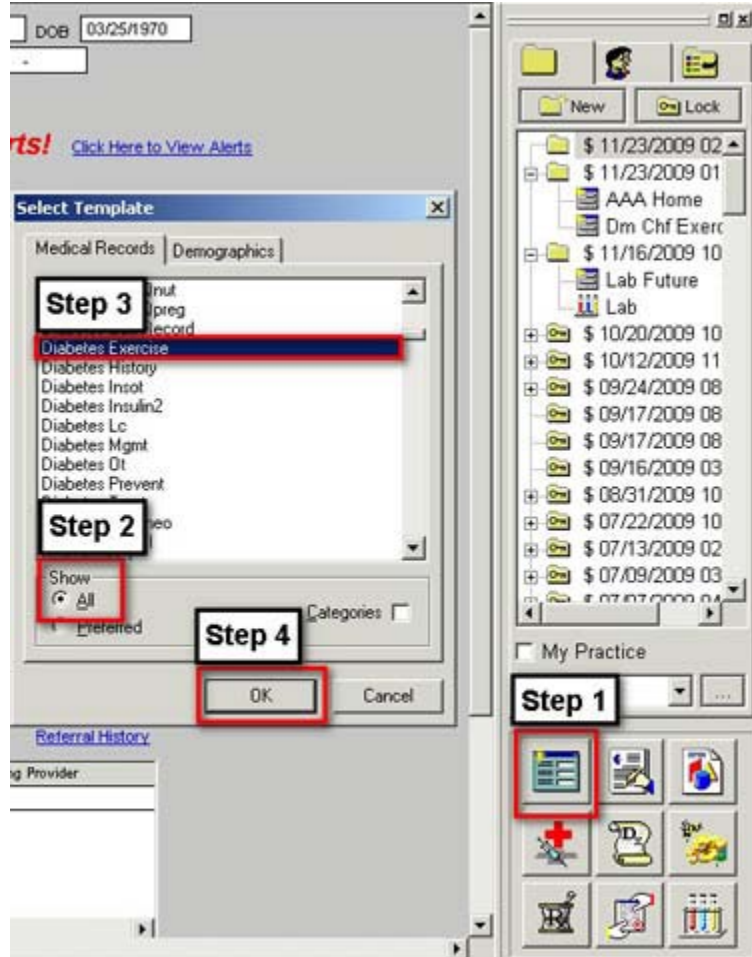 DOB 03/25/1970
- -
rts! Click Here to View Alerts
Select Template
Medical Records Demographics
Step 3
nut
preg
ecord
Diabetes Exercise
Diabetes History
Diabetes Insot
Diabetes Insulin2
Diabetes Lc
Diabetes Mgmt
Diabetes Ot
Diabetes Prevent
Step 2
neo
Show
All
Preferred
Categories
Step 4
OK Cancel
Referral History
ng Provider
New Lock
$ 11/23/2009 02
$ 11/23/2009 01
AAA Home
Dm Chf Exerc
$ 11/16/2009 10
Lab Future
Lab
$ 10/20/2009 10
$ 10/12/2009 11
$ 09/24/2009 08
$ 09/17/2009 08
$ 09/17/2009 08
$ 09/16/2009 03
$ 08/31/2009 10
$ 07/22/2009 10
$ 07/13/2009 02
$ 07/09/2009 03
My Practice
Step 1
...